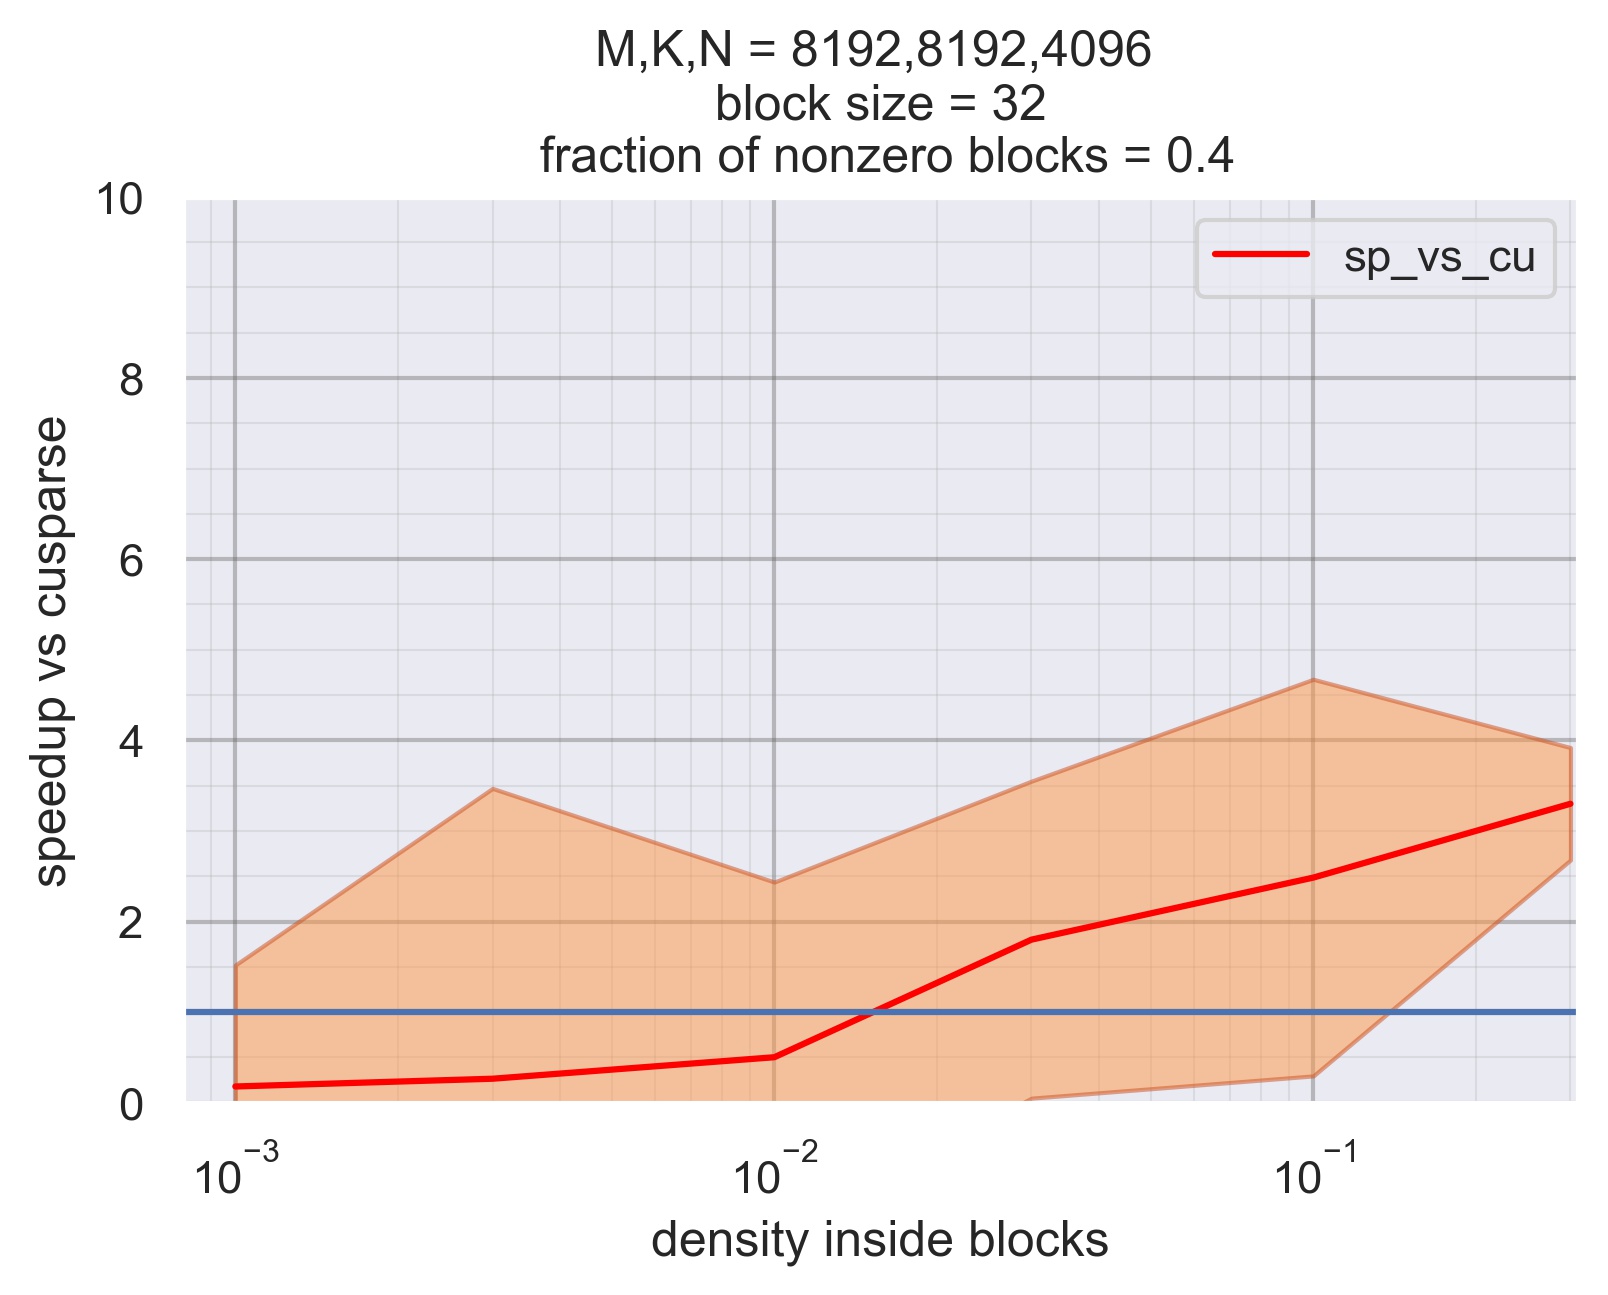 M,K,N = 8192,8192,4096
block size = 32
fraction of nonzero blocks = 0.4
10
8
6
4
2
0
speedup vs cusparse
sp_vs_cu
10⁻³
10⁻²
10⁻¹
density inside blocks